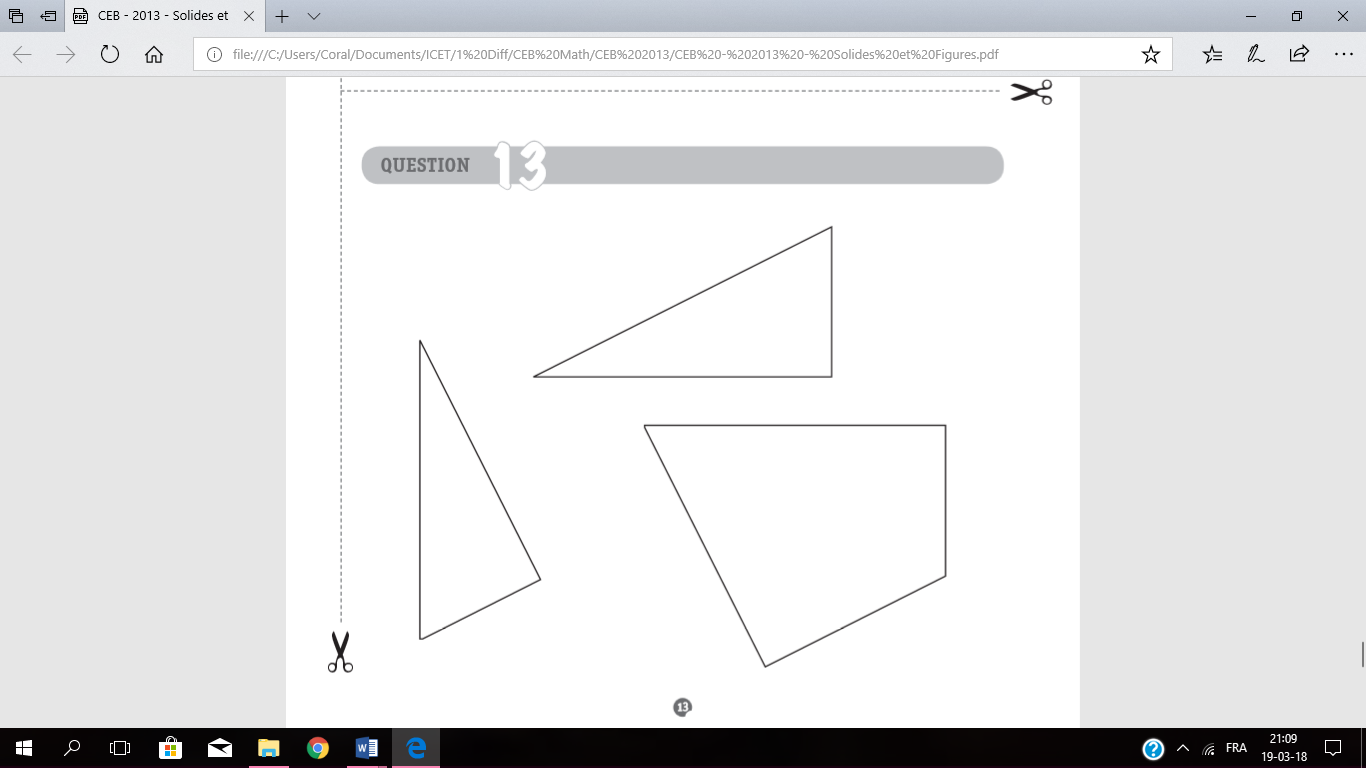 CEB - 2013 - Solides et
file:///C:/Users/Coral/Documents/ICET/1%20Diff/CEB%20Math/CEB%202013/CEB%20-%202013%20-%20Solides%20et%20Figures.pdf
QUESTION 13
13
FRA
21:09
19-03-18